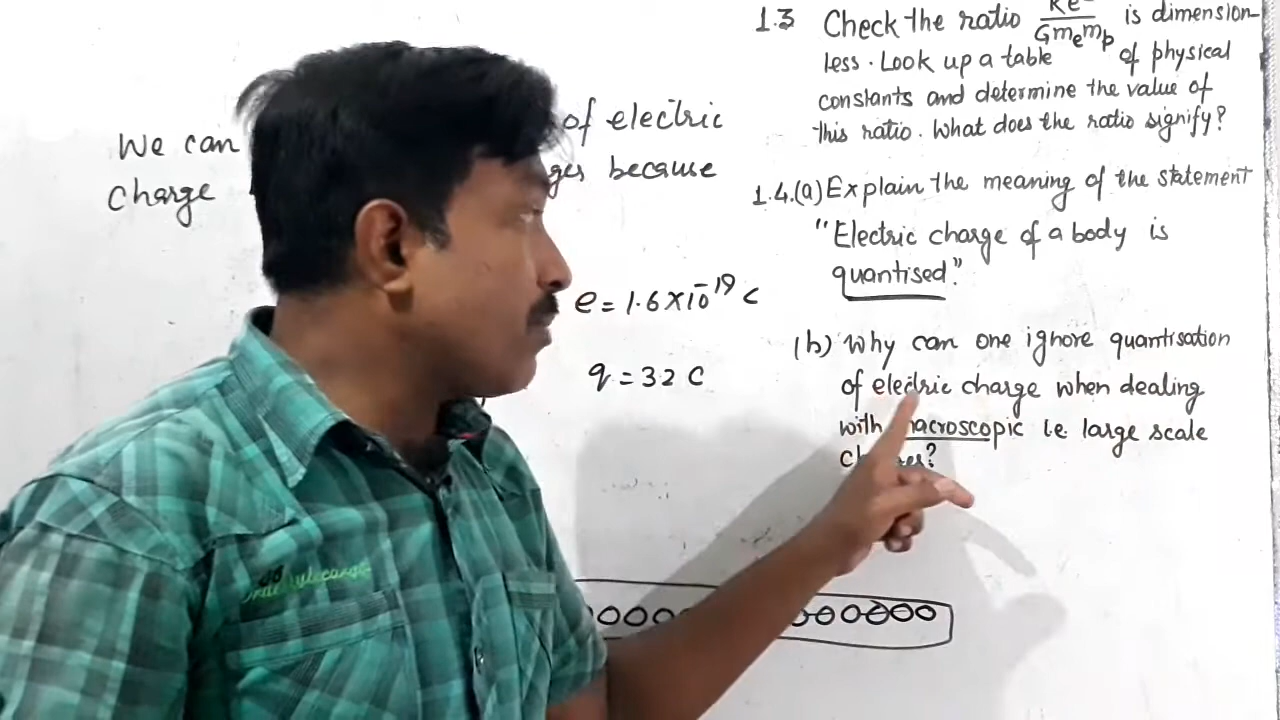 We can of electric
charge because
e = 1.6×10⁻¹⁹ C
q = 32 C
1.3 Check the ratio Ke / Gmₑmₚ is dimension-
less. Look up a table of physical
constants and determine the value of
this ratio. What does the ratio signify?
1.4.(a) Explain the meaning of the statement
"Electric charge of a body is
quantised."
(b) Why can one ignore quantisation
of electric charge when dealing
with macroscopic i.e. large scale